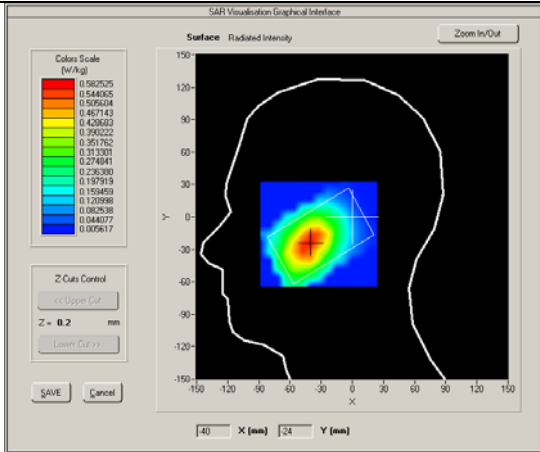 SAR Visualisation Graphical Interface
Surface Radiated Intensity
Zoom In/Out
Colors Scale
(W/kg)
0.582525
0.544065
0.505604
0.467143
0.428683
0.390222
0.351762
0.313301
0.274841
0.236380
0.197919
0.159459
0.120998
0.082538
0.044077
0.005617
Z Cuts Control
<< Upper Cut
Z = 0.2 mm
Lower Cut >>
SAVE Cancel
150-
120-
90-
60-
30-
0-
-30-
-60-
-90-
-120-
-150-
Y
-150 -120 -90 -60 -30 0 30 60 90 120 150
X
-40 X (mm) -24 Y (mm)